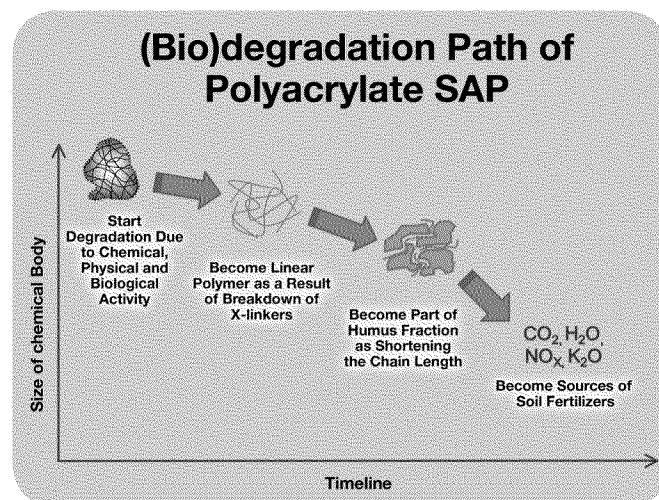 (Bio)degradation Path of
Polyacrylate SAP
Size of chemical Body
Start
Degradation Due
to Chemical,
Physical and
Biological
Activity
Become Linear
Polymer as a Result
of Breakdown of
X-linkers
Become Part of
Humus Fraction
as Shortening
the Chain Length
CO₂, H₂O,
NOₓ, K₂O
Become Sources of
Soil Fertilizers
Timeline